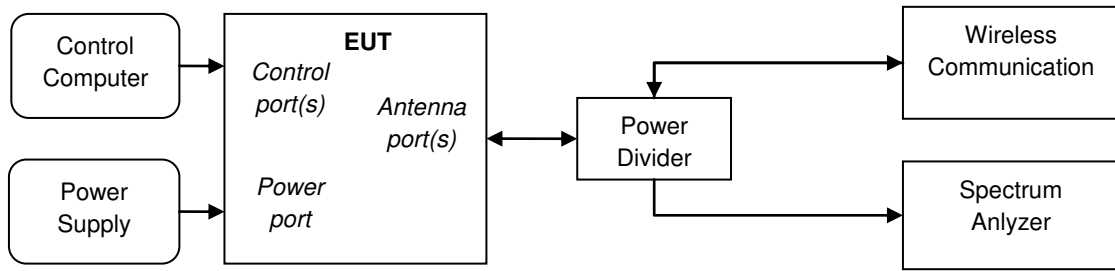 Control
Computer
Power
Supply
EUT
Control
port(s)
Antenna
port(s)
Power
port
Power
Divider
Wireless
Communication
Spectrum
Anlyzer